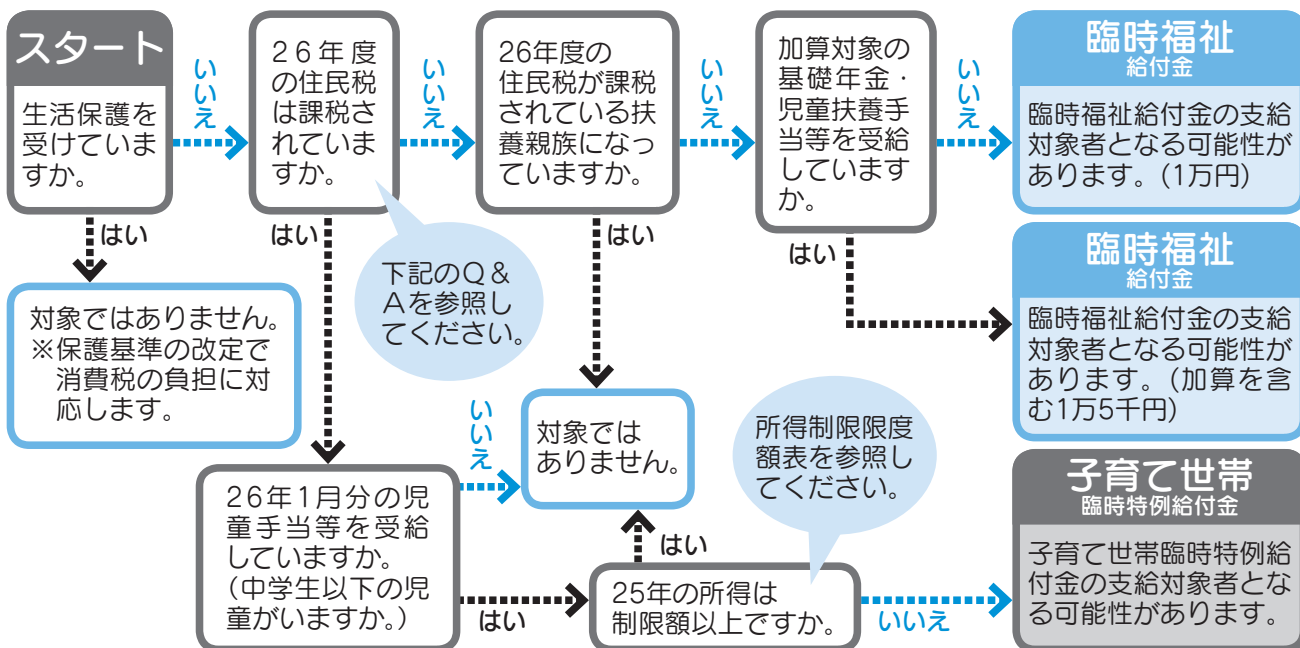 スタート
生活保護を
受けていま
すか。
いいえ
はい
対象ではありません。
※保護基準の改定で
消費税の負担に対
応します。
26年度
の住民税
は課税さ
れていま
すか。
いいえ
はい
下記のQ&
Aを参照し
てください。
26年度の
住民税が課税
されている扶
養親族になっ
ていますか。
いいえ
はい
対象では
ありません。
加算対象の
基礎年金・
児童扶養手
当等を受給
しています
か。
いいえ
はい
臨時福祉
給付金
臨時福祉給付金の支給
対象者となる可能性が
あります。(1万円)
臨時福祉
給付金
臨時福祉給付金の支給
対象者となる可能性が
あります。(加算を含
む1万5千円)
26年1月分の児
童手当等を受給
していますか。
(中学生以下の児
童がいますか。)
いいえ
はい
所得制限限度
額表を参照し
てください。
25年の所得は
制限額以上ですか。
はい
いいえ
子育て世帯
臨時特例給付金
子育て世帯臨時特例給
付金の支給対象者とな
る可能性があります。